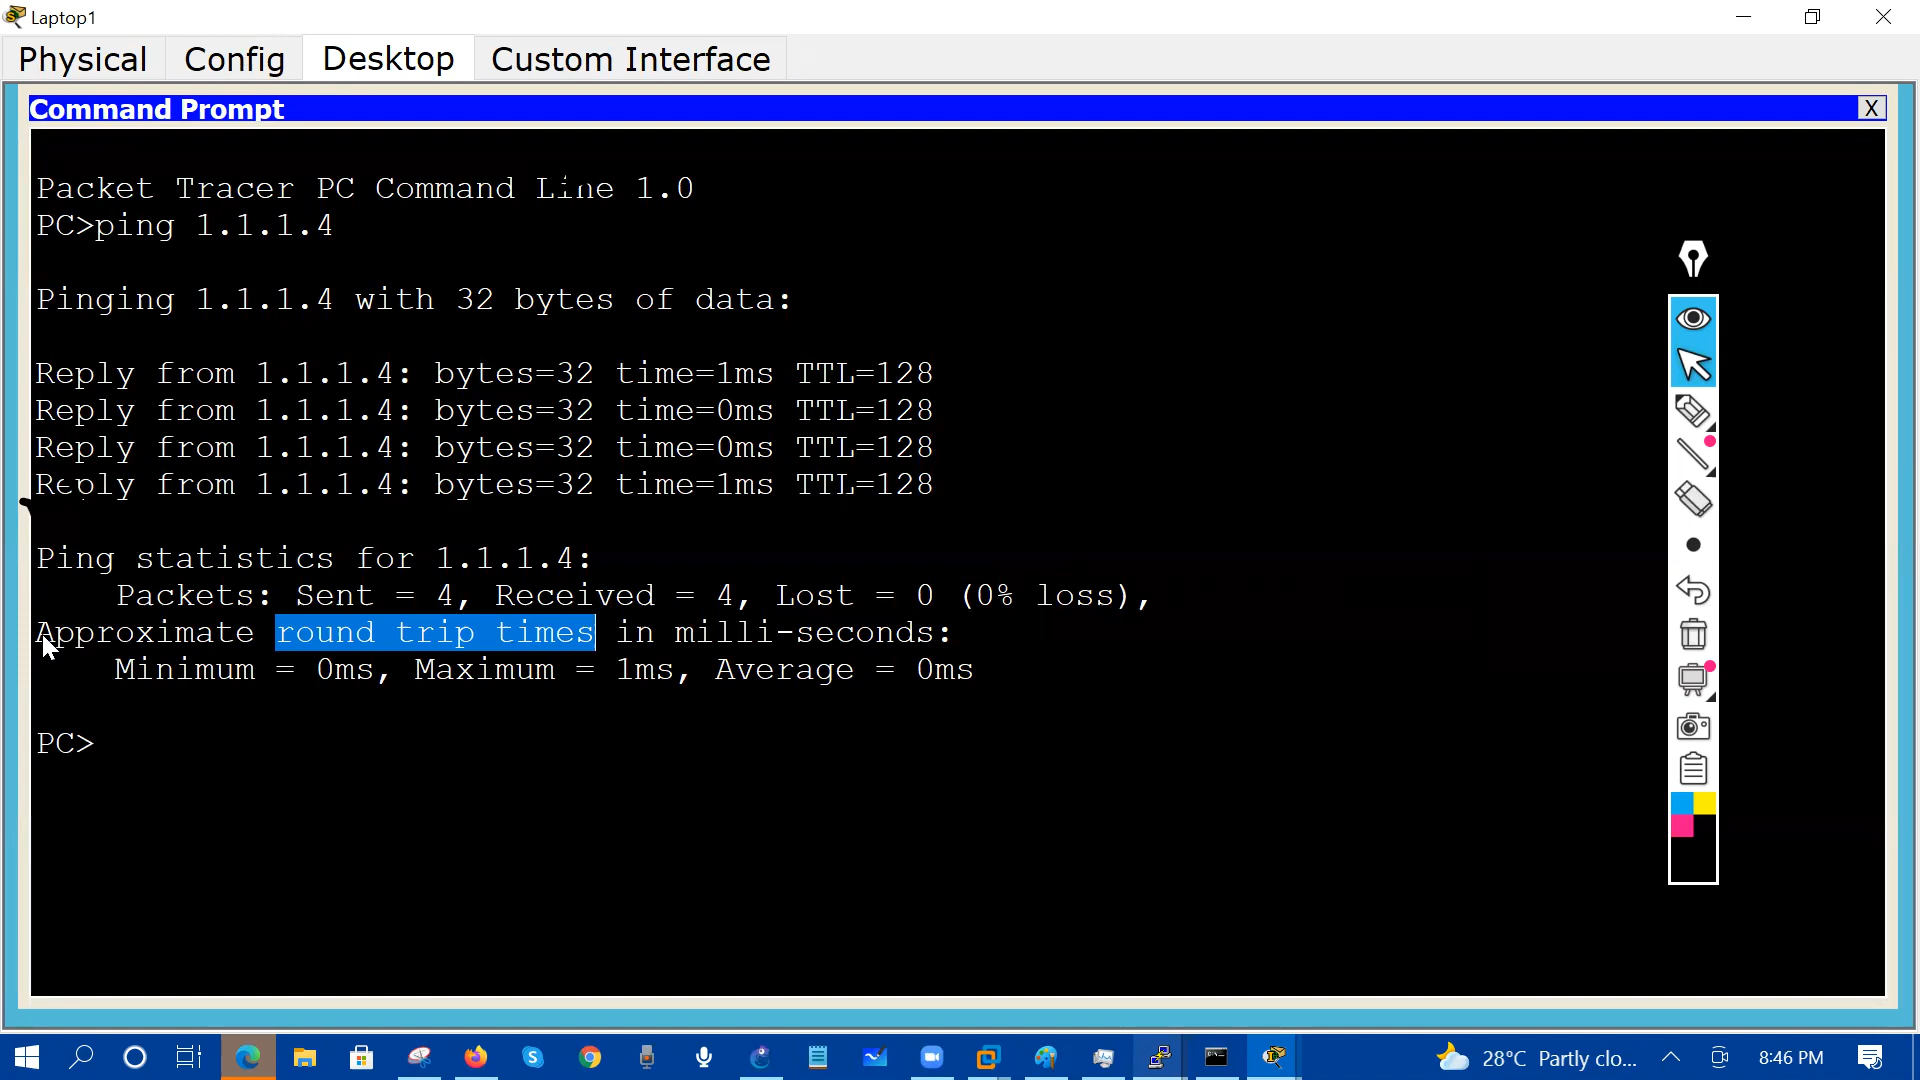 Laptop1
Physical Config Desktop Custom Interface
Command Prompt X
Packet Tracer PC Command Line 1.0
PC>ping 1.1.1.4
Pinging 1.1.1.4 with 32 bytes of data:
Reply from 1.1.1.4: bytes=32 time=1ms TTL=128
Reply from 1.1.1.4: bytes=32 time=0ms TTL=128
Reply from 1.1.1.4: bytes=32 time=0ms TTL=128
Reply from 1.1.1.4: bytes=32 time=1ms TTL=128
Ping statistics for 1.1.1.4:
Packets: Sent = 4, Received = 4, Lost = 0 (0% loss),
Approximate round trip times in milli-seconds:
Minimum = 0ms, Maximum = 1ms, Average = 0ms
PC>
28°C Partly clo... 8:46 PM